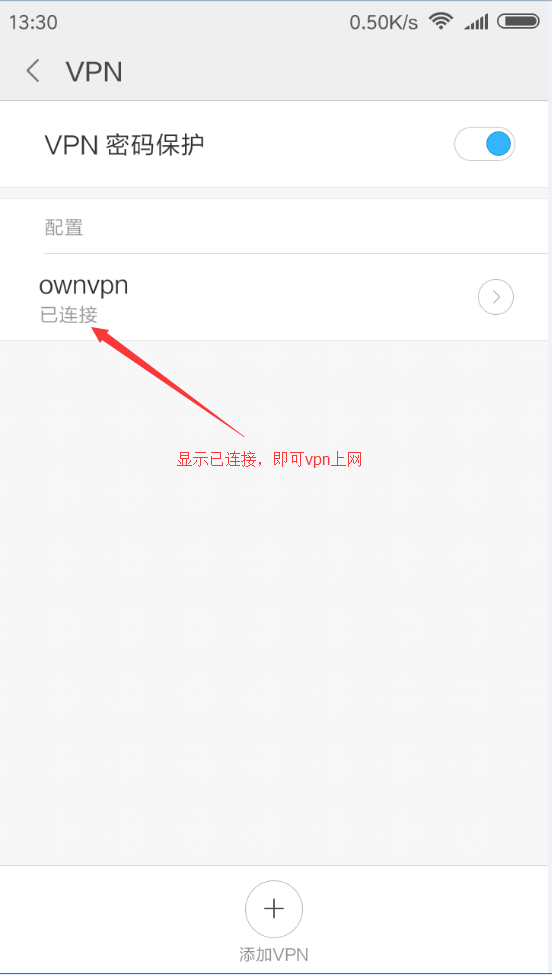 13:30 0.50K/s
VPN
VPN 密码保护
配置
ownvpn
已连接
显示已连接，即可vpn上网
添加VPN